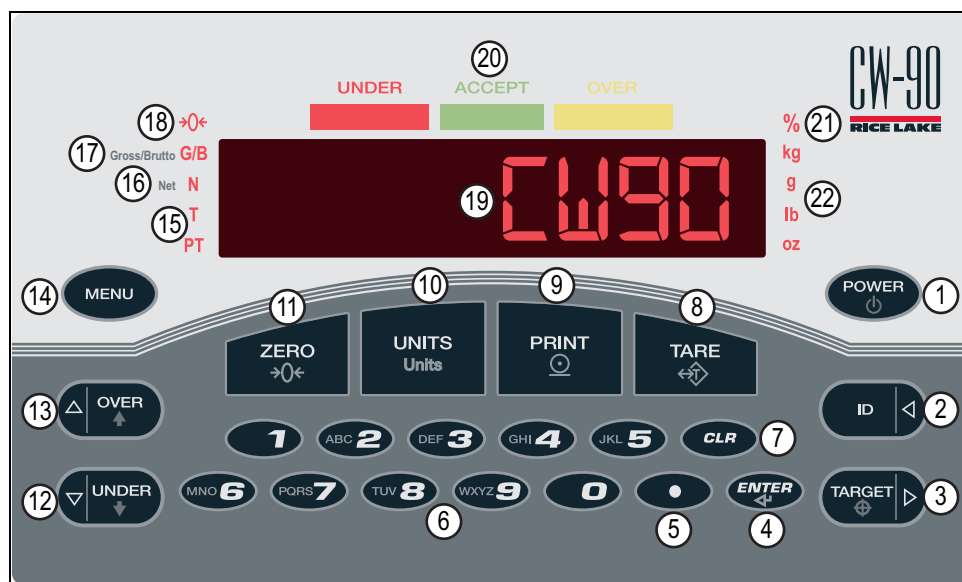 20
UNDER ACCEPT OVER
CW-90
RICE LAKE
18 →0← % 21
17 Gross/Brutto G/B kg
16 Net N g
19 CW90 22
15 T lb
PT oz
14 MENU POWER 1
11 10 9 8
ZERO UNITS PRINT TARE
→0← Units T
13 OVER ID 2
1 ABC 2 DEF 3 GHI 4 JKL 5 CLR 7
12 UNDER MNO 6 PQRS 7 TUV 8 WXYZ 9 0 . ENTER TARGET 3
6 5 4